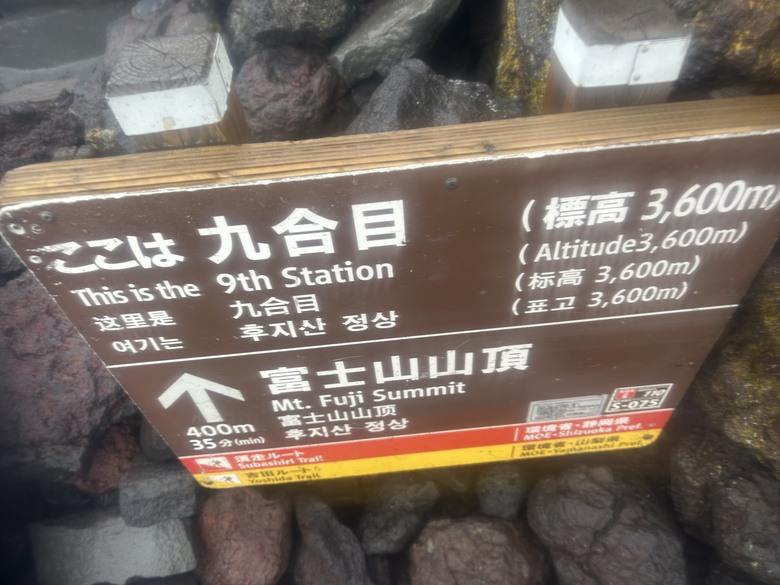 ここは 九合目 (標高 3,600m)
This is the 9th Station (Altitude3,600m)
这里是 九合目 (标高 3,600m)
여기는 후지산 정상 (표고 3,600m)
富士山山頂
Mt. Fuji Summit
富士山山顶
후지산 정상
400m
35分(min)
S-075
須走ルート 環境省・静岡県
Subashiri Trail MOE・Shizuoka Pref.
吉田ルート 環境省・山梨県
Yoshida Trail MOE・Yamanashi Pref.